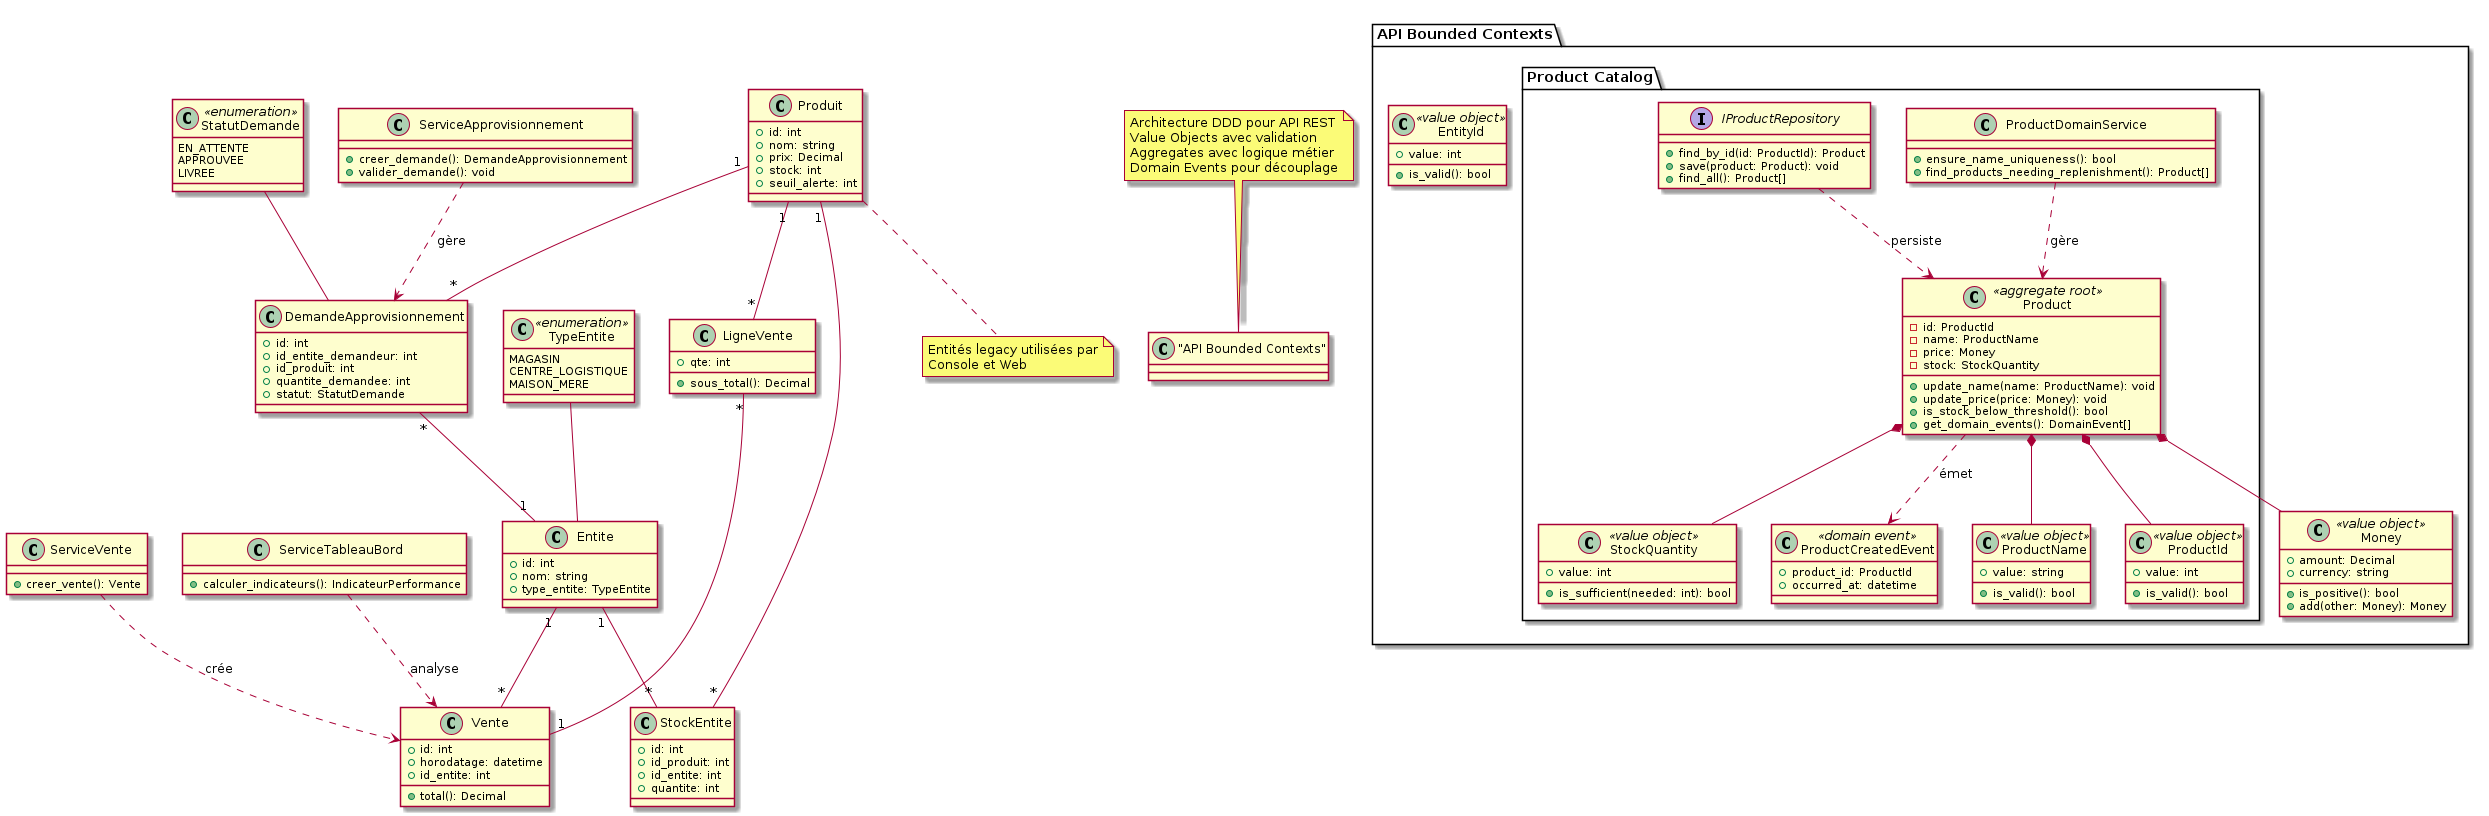 API Bounded Contexts
Product Catalog
«enumeration»
StatutDemande
EN_ATTENTE
APPROUVEE
LIVREE
ServiceApprovisionnement
creer_demande(): DemandeApprovisionnement
valider_demande(): void
Produit
id: int
nom: string
prix: Decimal
stock: int
seuil_alerte: int
Architecture DDD pour API REST
Value Objects avec validation
Aggregates avec logique métier
Domain Events pour découplage
«value object»
EntityId
value: int
is_valid(): bool
IProductRepository
find_by_id(id: ProductId): Product
save(product: Product): void
find_all(): Product[]
ProductDomainService
ensure_name_uniqueness(): bool
find_products_needing_replenishment(): Product[]
1
1
1
gère
persiste
gère
*
*
DemandeApprovisionnement
id: int
id_entite_demandeur: int
id_produit: int
quantite_demandee: int
statut: StatutDemande
«enumeration»
TypeEntite
MAGASIN
CENTRE_LOGISTIQUE
MAISON_MERE
LigneVente
qte: int
sous_total(): Decimal
Entités legacy utilisées par
Console et Web
"API Bounded Contexts"
«aggregate root»
Product
id: ProductId
name: ProductName
price: Money
stock: StockQuantity
update_name(name: ProductName): void
update_price(price: Money): void
is_stock_below_threshold(): bool
get_domain_events(): DomainEvent[]
*
*
1
émet
ServiceVente
creer_vente(): Vente
ServiceTableauBord
calculer_indicateurs(): IndicateurPerformance
Entite
id: int
nom: string
type_entite: TypeEntite
«value object»
StockQuantity
value: int
is_sufficient(needed: int): bool
«domain event»
ProductCreatedEvent
product_id: ProductId
occurred_at: datetime
«value object»
ProductName
value: string
is_valid(): bool
«value object»
ProductId
value: int
is_valid(): bool
«value object»
Money
amount: Decimal
currency: string
is_positive(): bool
add(other: Money): Money
1
1
crée
analyse
*
*
*
1
Vente
id: int
horodatage: datetime
id_entite: int
total(): Decimal
StockEntite
id: int
id_produit: int
id_entite: int
quantite: int